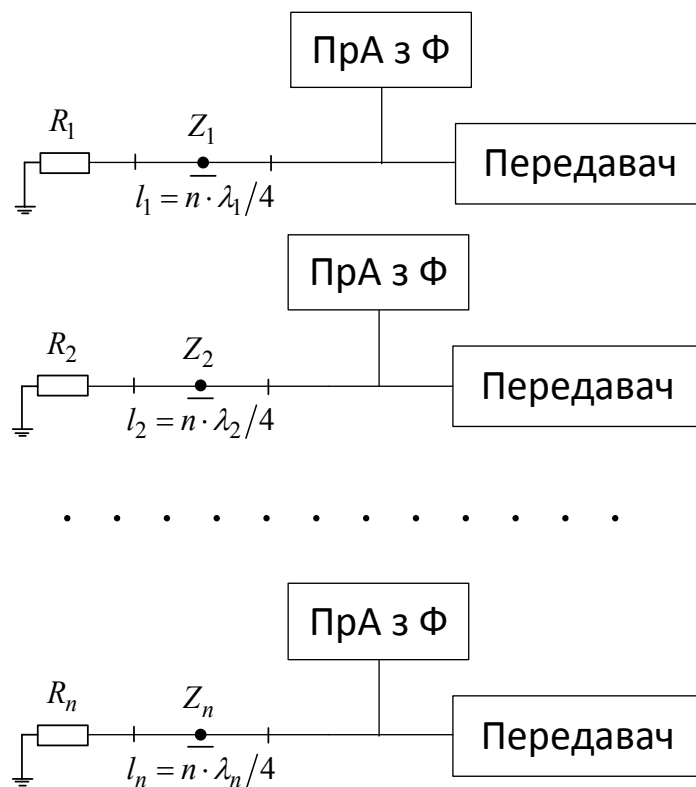 ПрА з Ф
R₁
Z₁
Передавач
l₁ = n · λ₁/4
ПрА з Ф
R₂
Z₂
Передавач
l₂ = n · λ₂/4
ПрА з Ф
Rₙ
Zₙ
Передавач
lₙ = n · λₙ/4